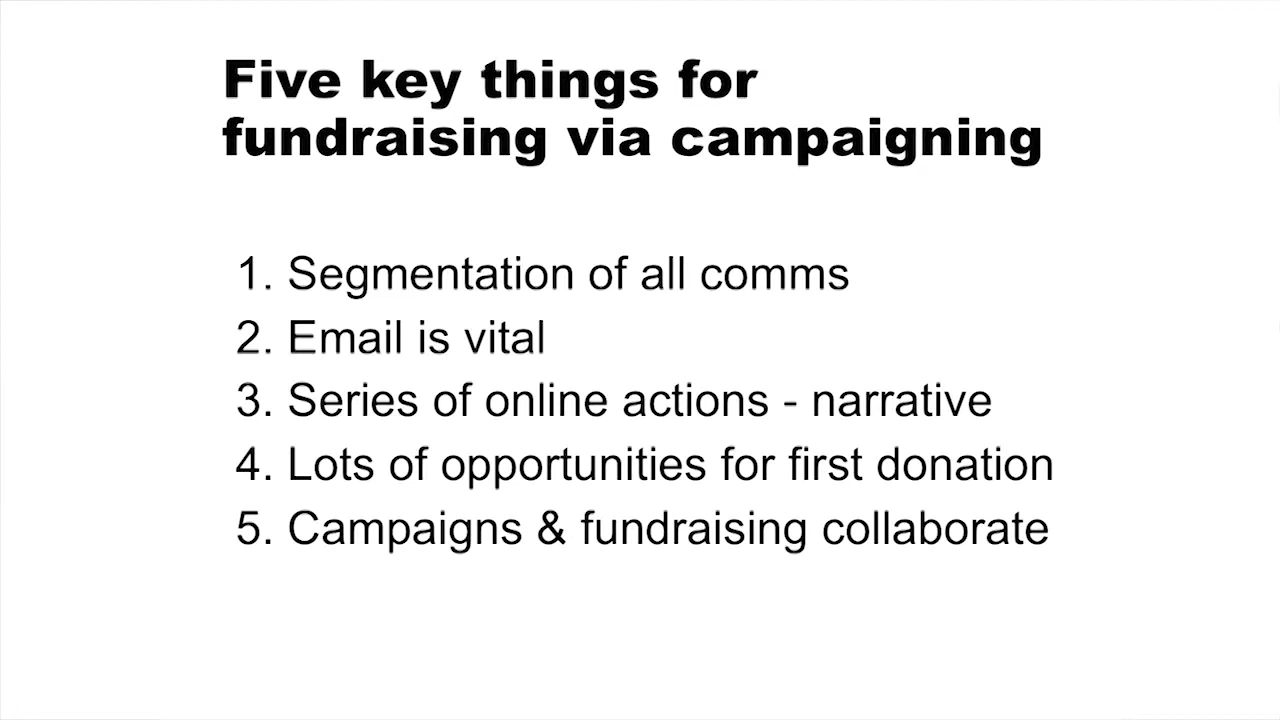 Five key things for
fundraising via campaigning
1. Segmentation of all comms
2. Email is vital
3. Series of online actions - narrative
4. Lots of opportunities for first donation
5. Campaigns & fundraising collaborate